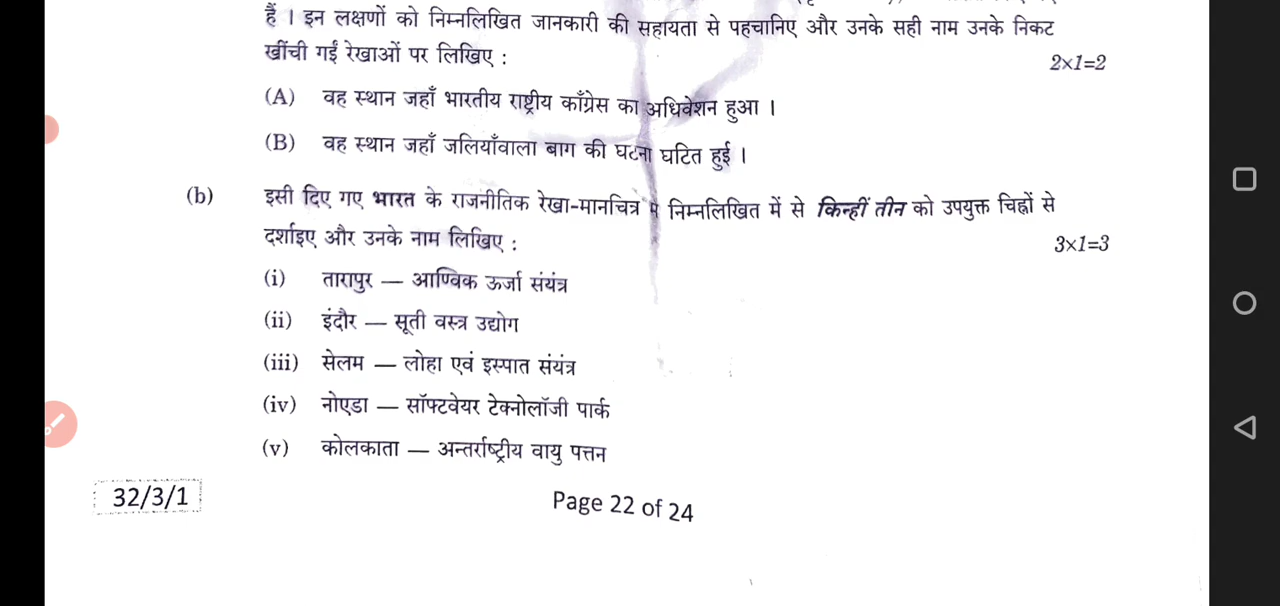 हैं । इन लक्षणों को निम्नलिखित जानकारी की सहायता से पहचानिए और उनके सही नाम उनके निकट
खींची गईं रेखाओं पर लिखिए : 2×1=2
(A) वह स्थान जहाँ भारतीय राष्ट्रीय काँग्रेस का अधिवेशन हुआ ।
(B) वह स्थान जहाँ जलियाँवाला बाग की घटना घटित हुई ।
(b) इसी दिए गए भारत के राजनीतिक रेखा-मानचित्र में निम्नलिखित में से किन्हीं तीन को उपयुक्त चिह्नों से
दर्शाइए और उनके नाम लिखिए : 3×1=3
(i) तारापुर — आण्विक ऊर्जा संयंत्र
(ii) इंदौर — सूती वस्त्र उद्योग
(iii) सेलम — लोहा एवं इस्पात संयंत्र
(iv) नोएडा — सॉफ्टवेयर टेक्नोलॉजी पार्क
(v) कोलकाता — अन्तर्राष्ट्रीय वायु पत्तन
32/3/1 Page 22 of 24